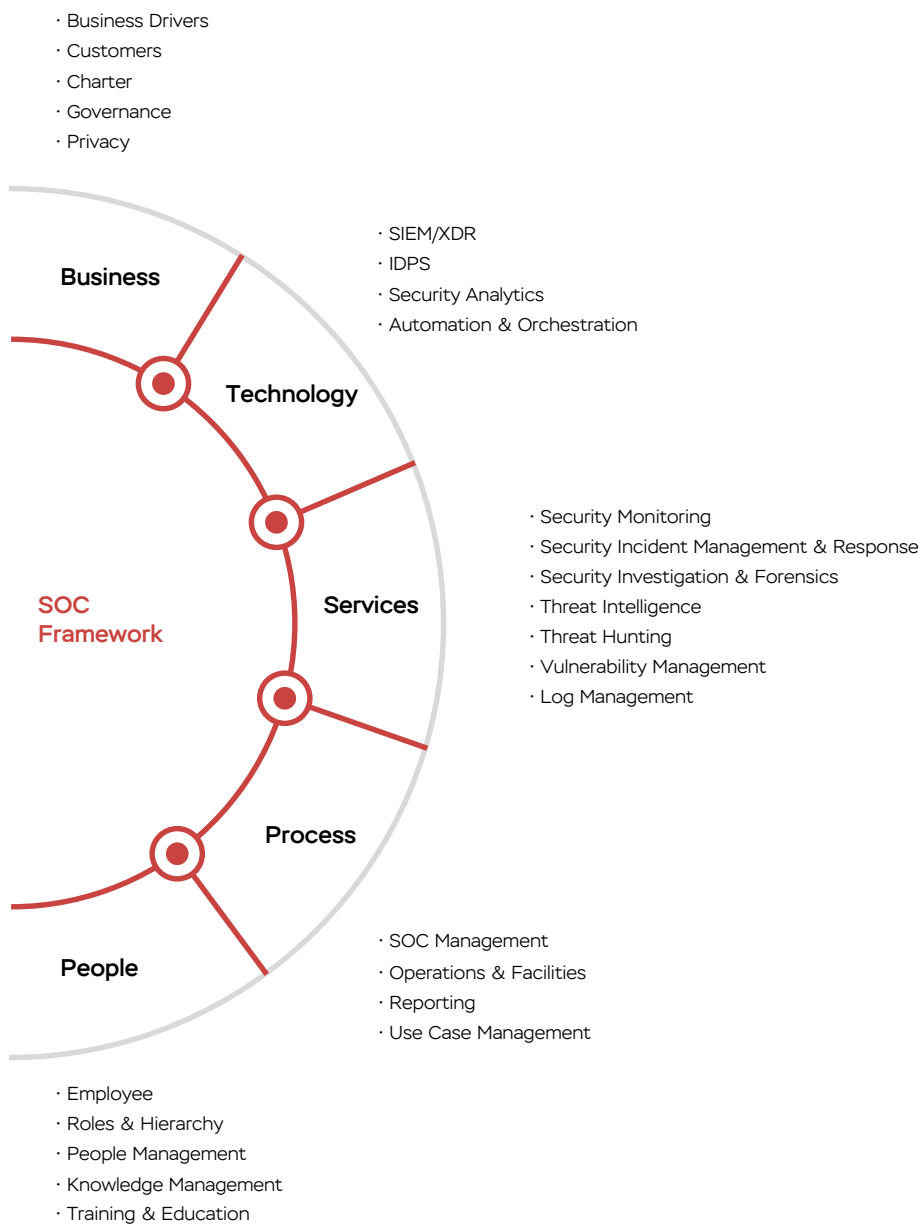 · Business Drivers
· Customers
· Charter
· Governance
· Privacy
Business
· SIEM/XDR
· IDPS
· Security Analytics
· Automation & Orchestration
Technology
· Security Monitoring
· Security Incident Management & Response
· Security Investigation & Forensics
· Threat Intelligence
· Threat Hunting
· Vulnerability Management
· Log Management
Services
SOC
Framework
Process
· SOC Management
· Operations & Facilities
· Reporting
· Use Case Management
People
· Employee
· Roles & Hierarchy
· People Management
· Knowledge Management
· Training & Education